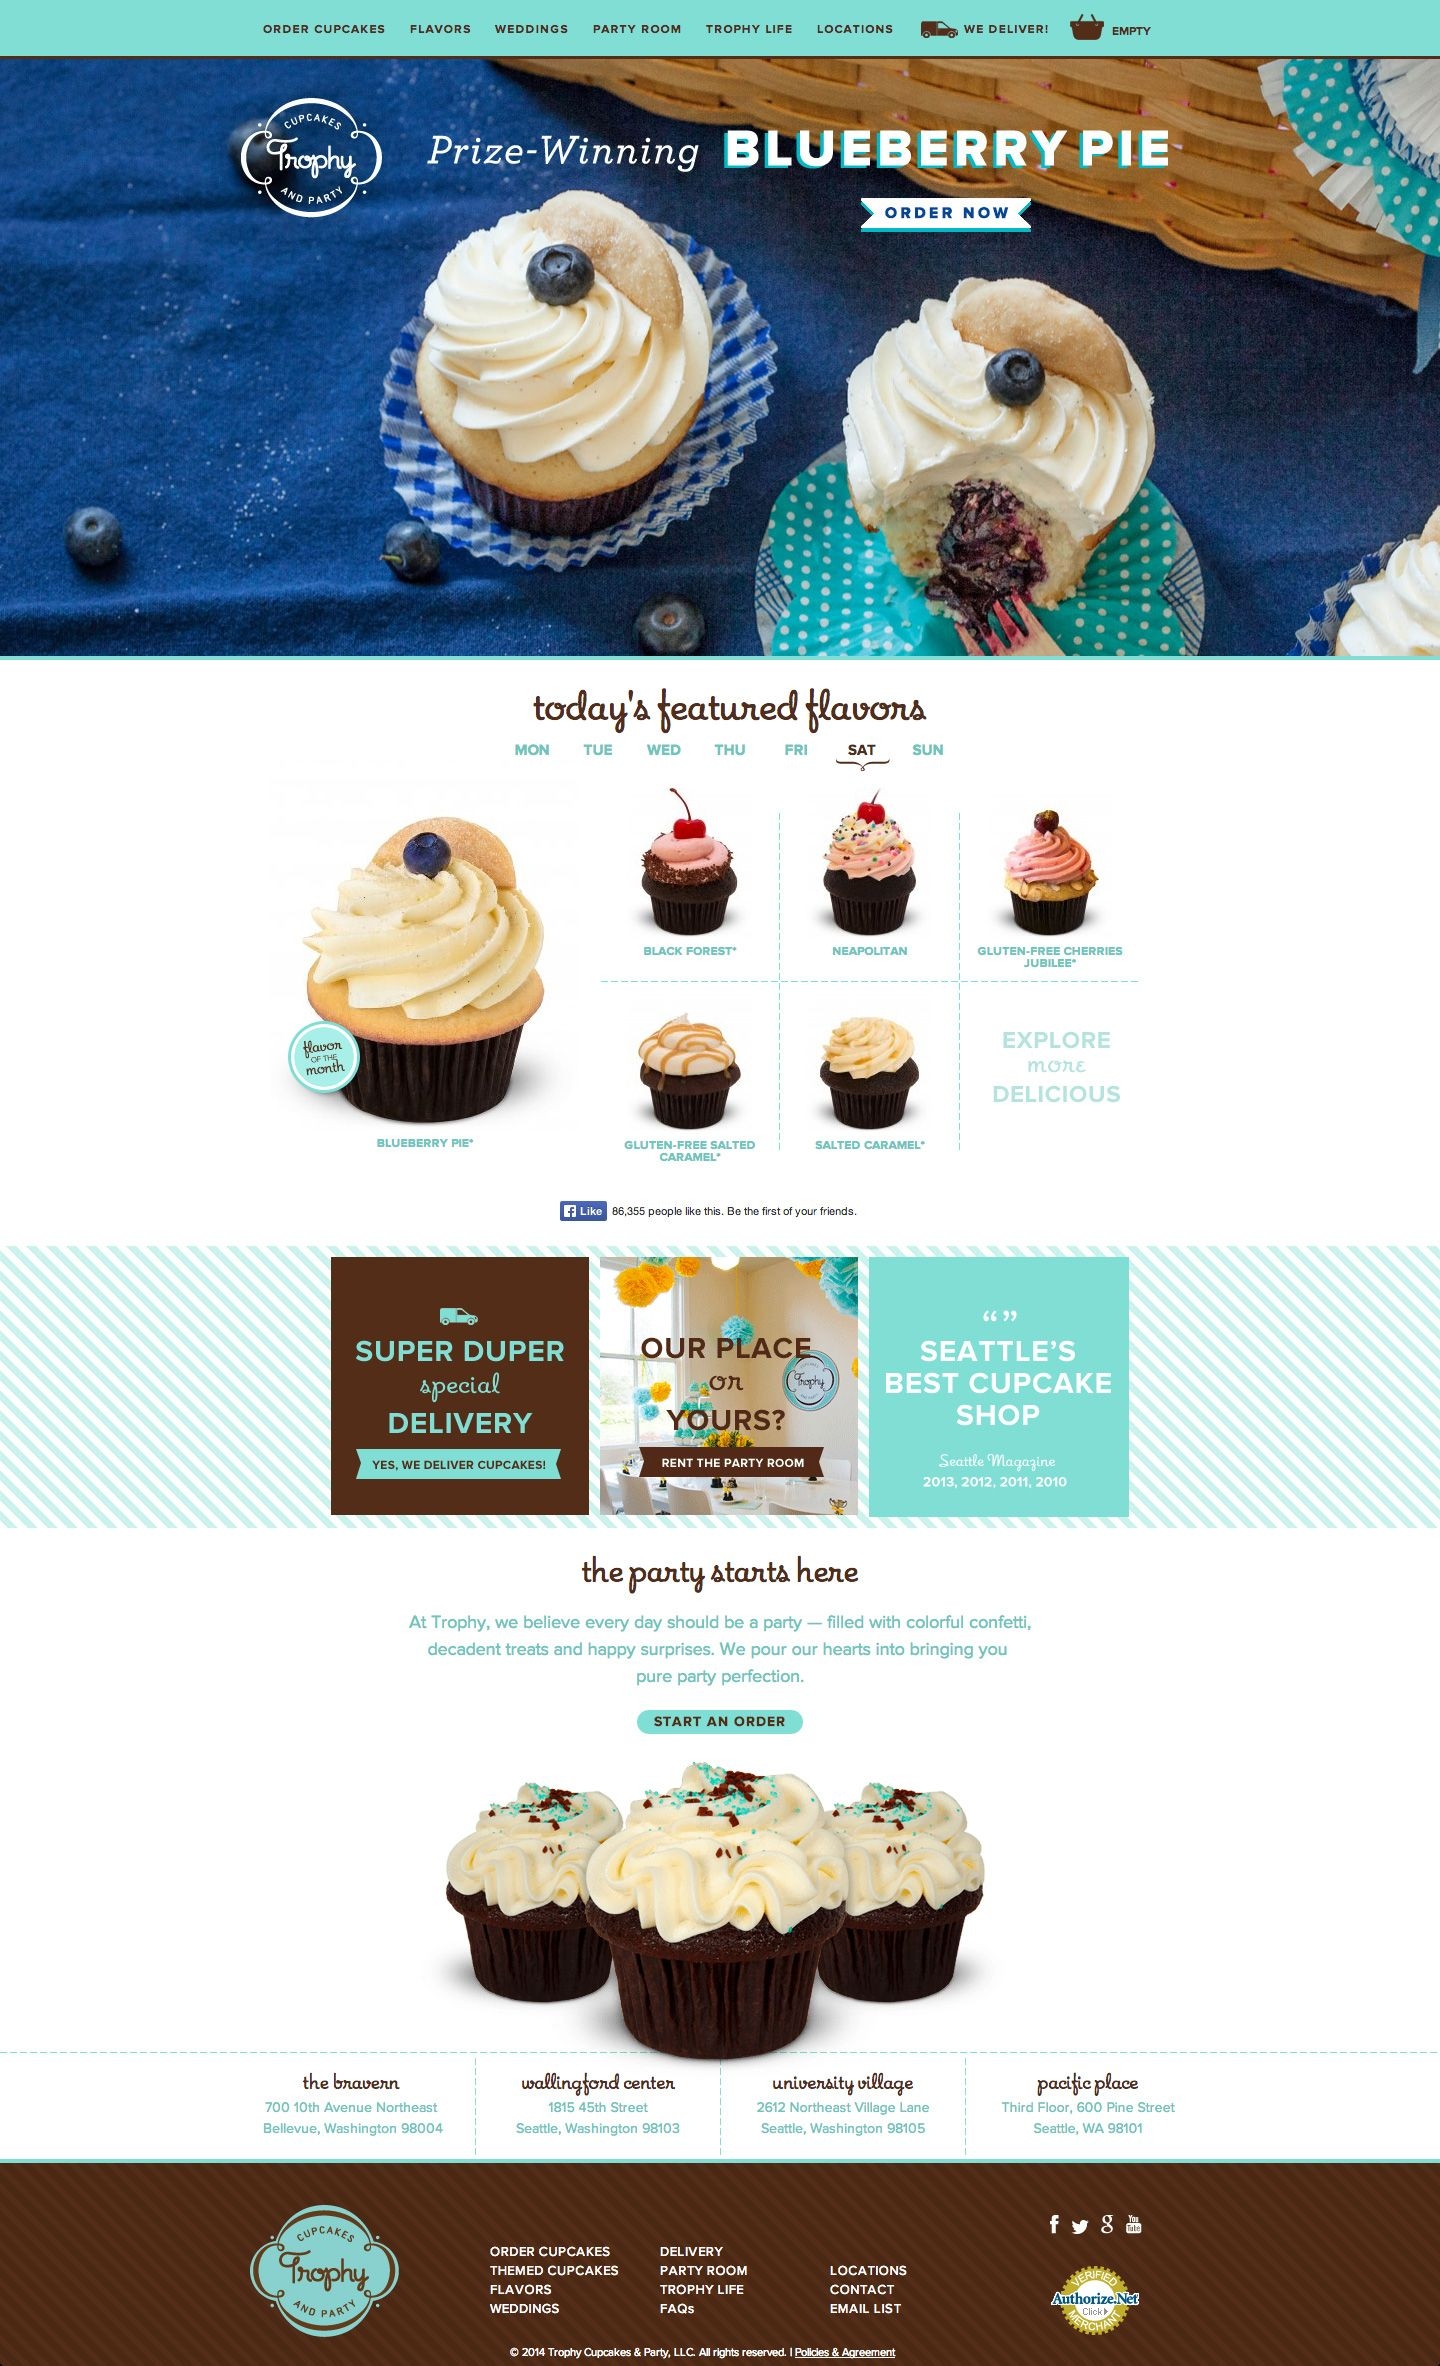 ORDER CUPCAKES FLAVORS WEDDINGS PARTY ROOM TROPHY LIFE LOCATIONS WE DELIVER! EMPTY
CUPCAKES
Trophy
AND PARTY
Prize-Winning BLUEBERRY PIE
ORDER NOW
today's featured flavors
MON TUE WED THU FRI SAT SUN
flavor
OF THE
month
BLUEBERRY PIE*
BLACK FOREST*
NEAPOLITAN
GLUTEN-FREE CHERRIES
JUBILEE*
GLUTEN-FREE SALTED
CARAMEL*
SALTED CARAMEL*
EXPLORE
more
DELICIOUS
Like 86,355 people like this. Be the first of your friends.
SUPER DUPER
special
DELIVERY
YES, WE DELIVER CUPCAKES!
OUR PLACE
or
YOURS?
RENT THE PARTY ROOM
CUPCAKES
Trophy
AND PARTY
“ ”
SEATTLE’S
BEST CUPCAKE
SHOP
Seattle Magazine
2013, 2012, 2011, 2010
the party starts here
At Trophy, we believe every day should be a party — filled with colorful confetti,
decadent treats and happy surprises. We pour our hearts into bringing you
pure party perfection.
START AN ORDER
the bravern
700 10th Avenue Northeast
Bellevue, Washington 98004
wallingford center
1815 45th Street
Seattle, Washington 98103
university village
2612 Northeast Village Lane
Seattle, Washington 98105
pacific place
Third Floor, 600 Pine Street
Seattle, WA 98101
CUPCAKES
Trophy
AND PARTY
ORDER CUPCAKES
THEMED CUPCAKES
FLAVORS
WEDDINGS
DELIVERY
PARTY ROOM
TROPHY LIFE
FAQs
LOCATIONS
CONTACT
EMAIL LIST
f g You Tube
VERIFIED
Authorize.Net
Click
MERCHANT
© 2014 Trophy Cupcakes & Party, LLC. All rights reserved. | Policies & Agreement